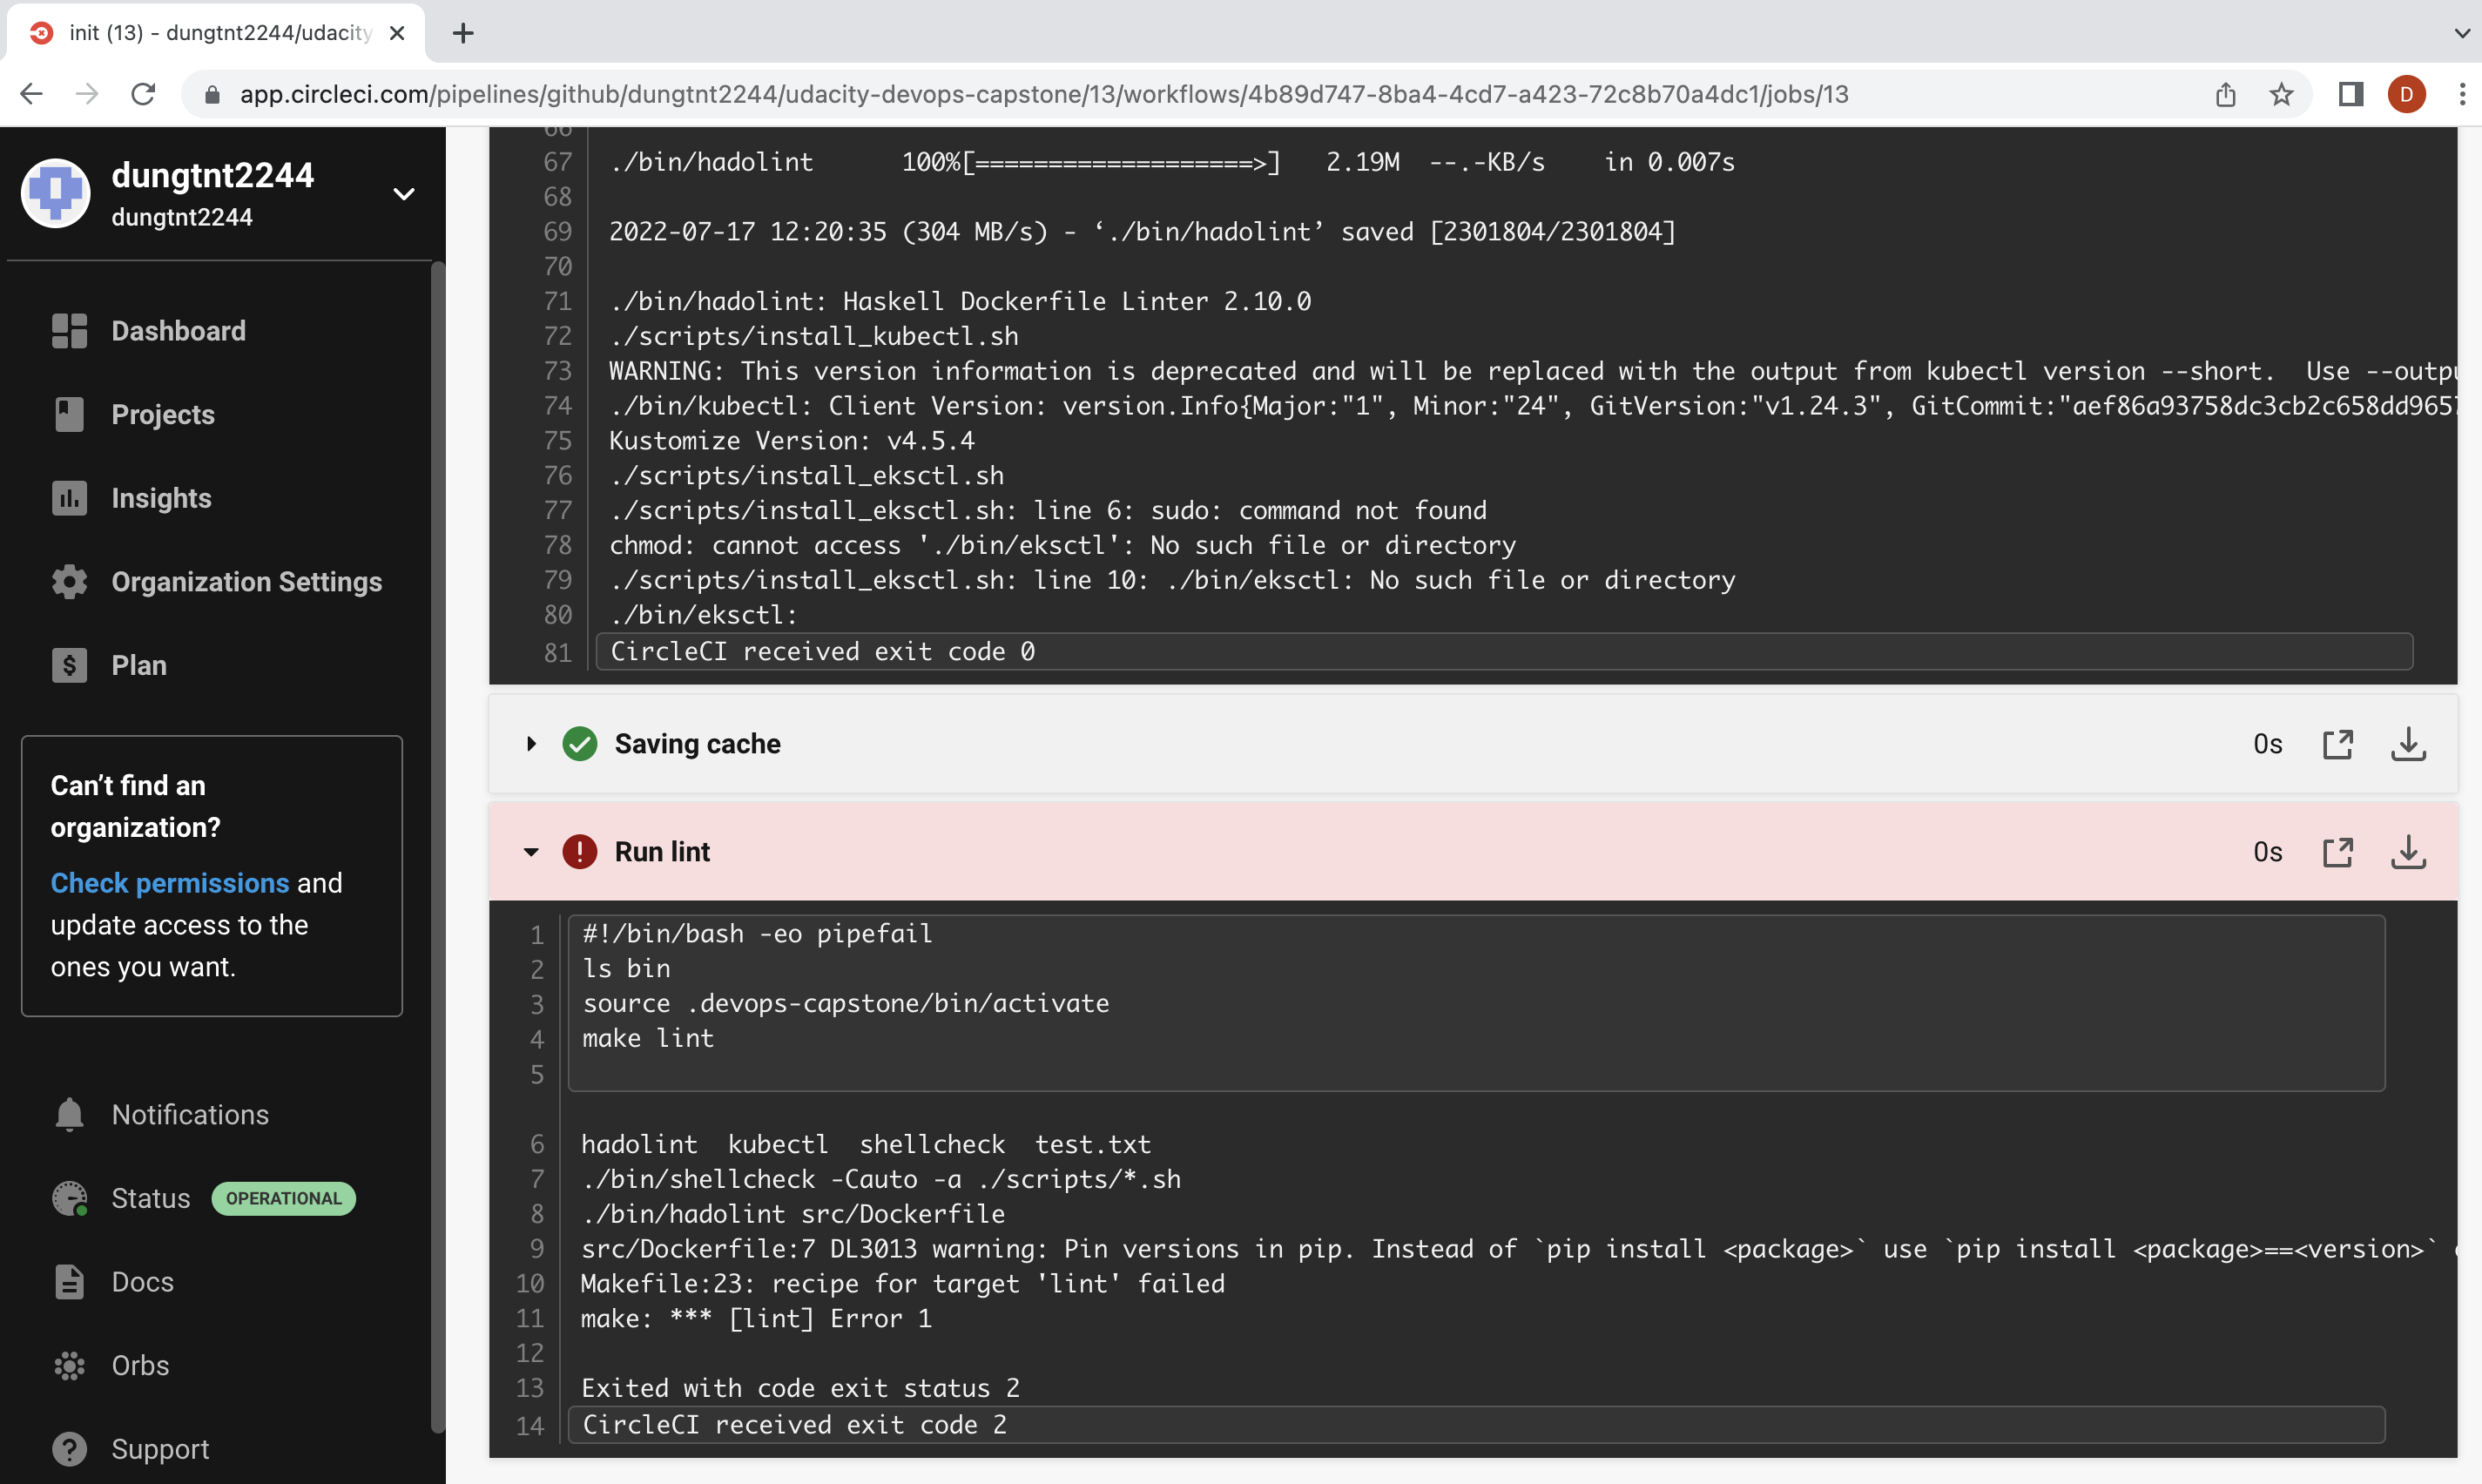 init (13) - dungtnt2244/udacity
app.circleci.com/pipelines/github/dungtnt2244/udacity-devops-capstone/13/workflows/4b89d747-8ba4-4cd7-a423-72c8b70a4dc1/jobs/13
D
dungtnt2244
dungtnt2244
Dashboard
Projects
Insights
Organization Settings
Plan
Can’t find an
organization?
Check permissions and
update access to the
ones you want.
Notifications
Status OPERATIONAL
Docs
Orbs
Support
66
67 ./bin/hadolint 100%[===================>] 2.19M --.-KB/s in 0.007s
68
69 2022-07-17 12:20:35 (304 MB/s) - ‘./bin/hadolint’ saved [2301804/2301804]
70
71 ./bin/hadolint: Haskell Dockerfile Linter 2.10.0
72 ./scripts/install_kubectl.sh
73 WARNING: This version information is deprecated and will be replaced with the output from kubectl version --short. Use --outpu
74 ./bin/kubectl: Client Version: version.Info{Major:"1", Minor:"24", GitVersion:"v1.24.3", GitCommit:"aef86a93758dc3cb2c658dd9657
75 Kustomize Version: v4.5.4
76 ./scripts/install_eksctl.sh
77 ./scripts/install_eksctl.sh: line 6: sudo: command not found
78 chmod: cannot access './bin/eksctl': No such file or directory
79 ./scripts/install_eksctl.sh: line 10: ./bin/eksctl: No such file or directory
80 ./bin/eksctl:
81 CircleCI received exit code 0
Saving cache 0s
Run lint 0s
1 #!/bin/bash -eo pipefail
2 ls bin
3 source .devops-capstone/bin/activate
4 make lint
5
6 hadolint kubectl shellcheck test.txt
7 ./bin/shellcheck -Cauto -a ./scripts/*.sh
8 ./bin/hadolint src/Dockerfile
9 src/Dockerfile:7 DL3013 warning: Pin versions in pip. Instead of `pip install <package>` use `pip install <package>==<version>`
10 Makefile:23: recipe for target 'lint' failed
11 make: *** [lint] Error 1
12
13 Exited with code exit status 2
14 CircleCI received exit code 2